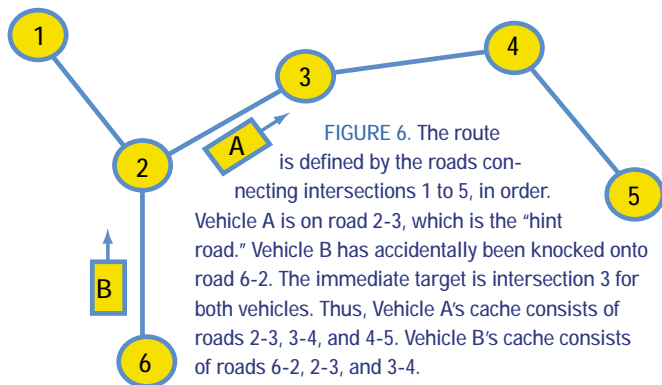 1
4
3
A
2
5
B
6
FIGURE 6. The route
is defined by the roads con-
necting intersections 1 to 5, in order.
Vehicle A is on road 2-3, which is the “hint
road.” Vehicle B has accidentally been knocked onto
road 6-2. The immediate target is intersection 3 for
both vehicles. Thus, Vehicle A’s cache consists of
roads 2-3, 3-4, and 4-5. Vehicle B’s cache consists
of roads 6-2, 2-3, and 3-4.